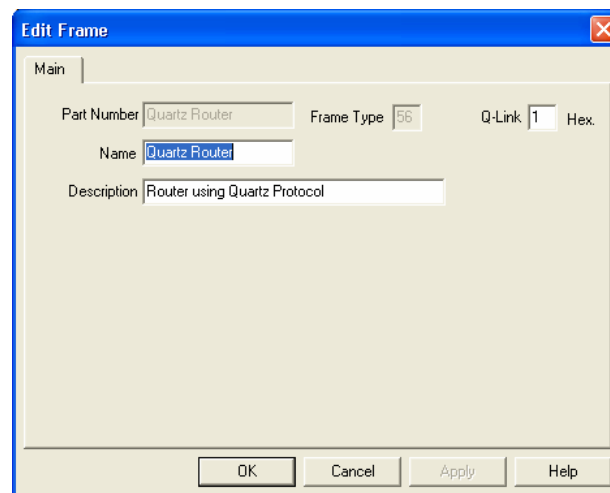 Edit Frame
Main
Part Number Quartz Router Frame Type 56 Q-Link 1 Hex.
Name Quartz Router
Description Router using Quartz Protocol
OK Cancel Apply Help